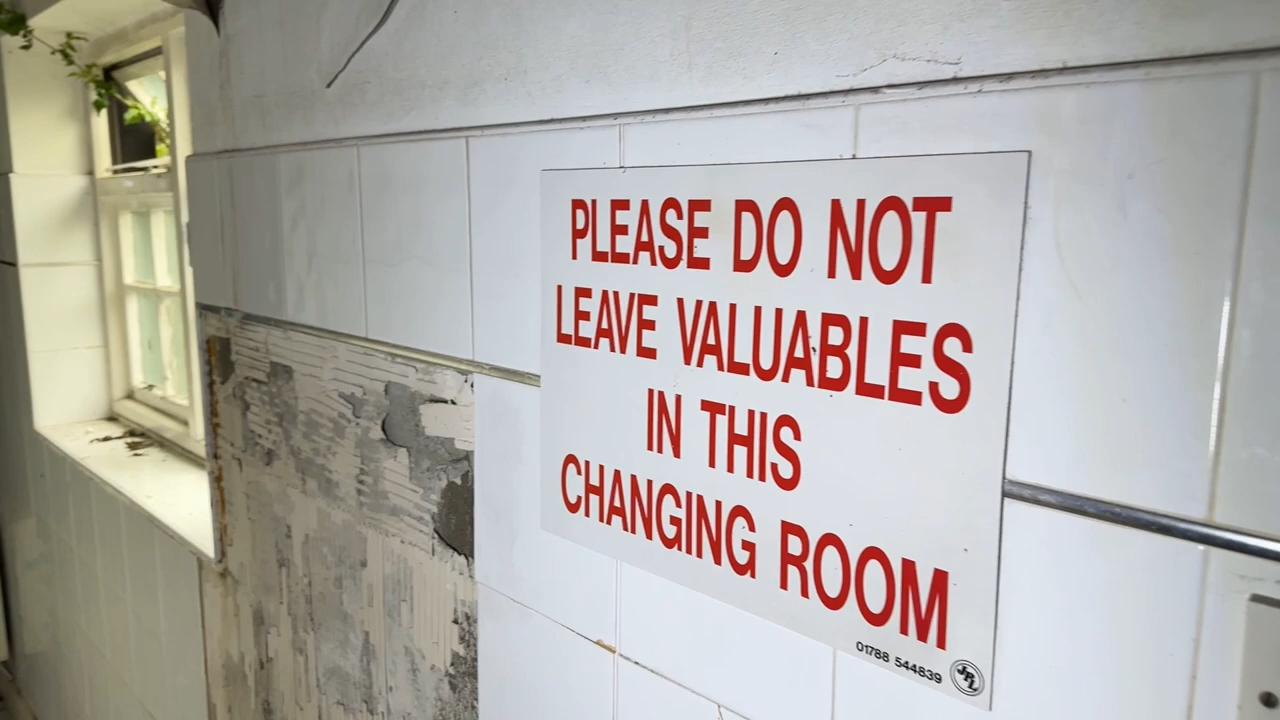 PLEASE DO NOT
LEAVE VALUABLES
IN THIS
CHANGING ROOM
01788 544839
JPL